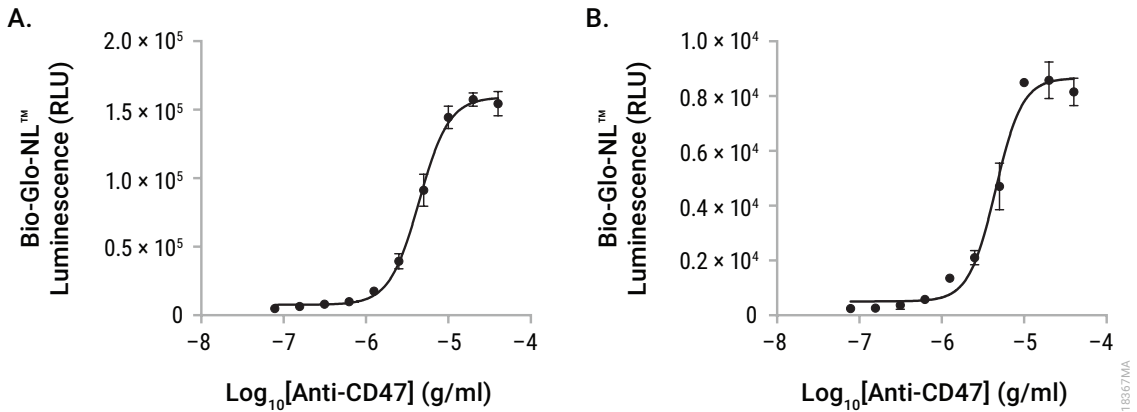 A.
Bio-Glo-NL™
Luminescence (RLU)
2.0 × 10⁵
1.5 × 10⁵
1.0 × 10⁵
0.5 × 10⁵
0
−8
−7
−6
−5
−4
Log₁₀[Anti-CD47] (g/ml)
B.
Bio-Glo-NL™
Luminescence (RLU)
1.0 × 10⁴
0.8 × 10⁴
0.6 × 10⁴
0.4 × 10⁴
0.2 × 10⁴
0
−8
−7
−6
−5
−4
Log₁₀[Anti-CD47] (g/ml)
18367MA